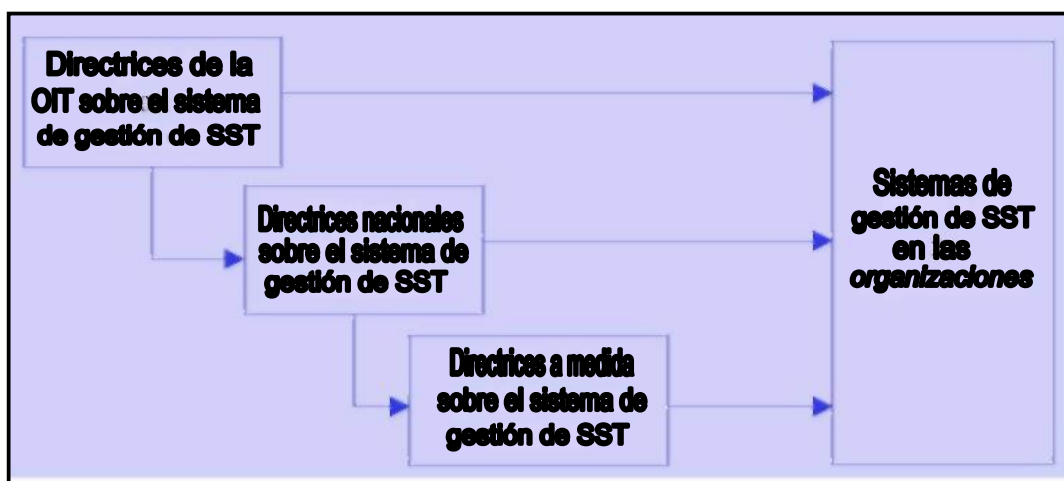 Directrices de la
OIT sobre el sistema
de gestión de SST
Directrices nacionales
sobre el sistema de
gestión de SST
Directrices a medida
sobre el sistema de
gestión de SST
Sistemas de
gestión de SST
en las
organizaciones